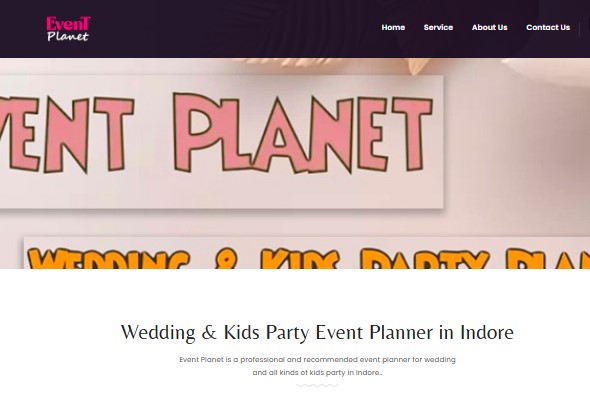 Event
Planet
Home Service About Us Contact Us
VENT PLANET
WEDDING & KIDS PARTY PLAN
Wedding & Kids Party Event Planner in Indore
Event Planet is a professional and recommended event planner for wedding
and all kinds of kids party in Indore..